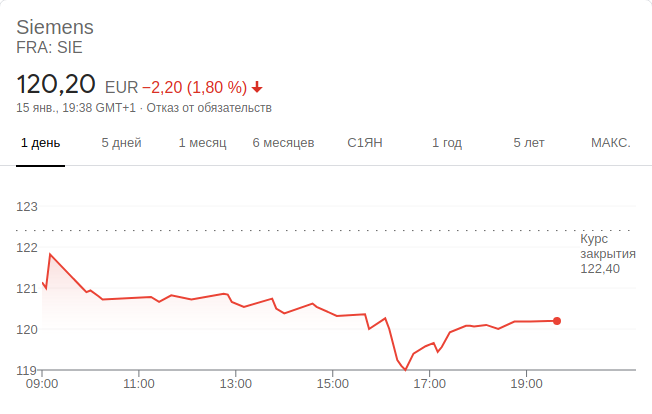 Siemens
FRA: SIE
120,20 EUR −2,20 (1,80 %)
15 янв., 19:38 GMT+1 · Отказ от обязательств
1 день 5 дней 1 месяц 6 месяцев С1ЯН 1 год 5 лет МАКС.
123
Курс
закрытия
122,40
122
121
120
119
09:00 11:00 13:00 15:00 17:00 19:00